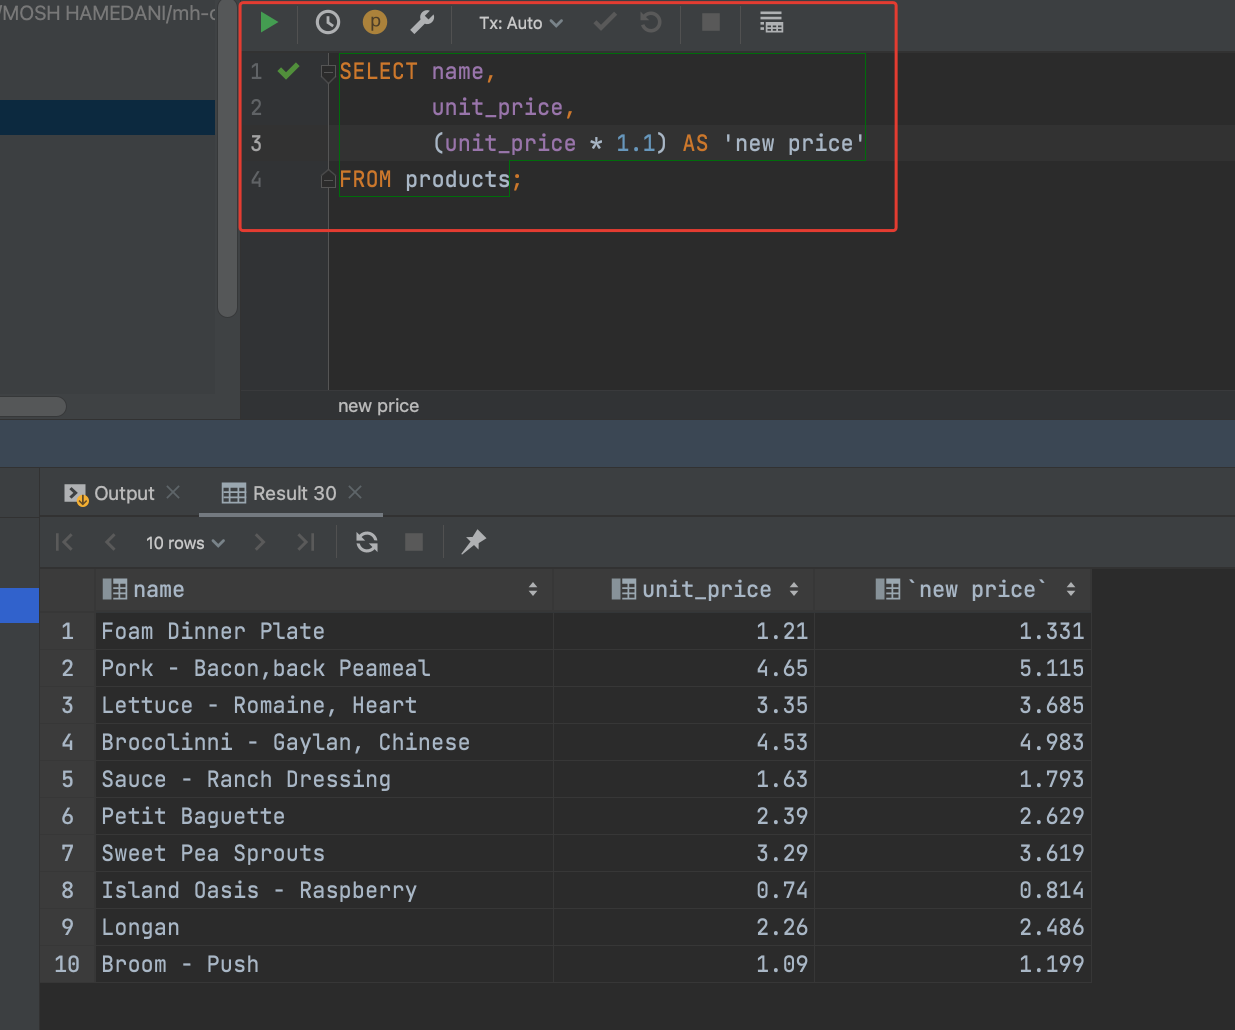 /MOSH HAMEDANI/mh-
p Tx: Auto
1 SELECT name,
2 unit_price,
3 (unit_price * 1.1) AS 'new price'
4 FROM products;
new price
Output Result 30
10 rows
name unit_price `new price`
1 Foam Dinner Plate 1.21 1.331
2 Pork - Bacon,back Peameal 4.65 5.115
3 Lettuce - Romaine, Heart 3.35 3.685
4 Brocolinni - Gaylan, Chinese 4.53 4.983
5 Sauce - Ranch Dressing 1.63 1.793
6 Petit Baguette 2.39 2.629
7 Sweet Pea Sprouts 3.29 3.619
8 Island Oasis - Raspberry 0.74 0.814
9 Longan 2.26 2.486
10 Broom - Push 1.09 1.199